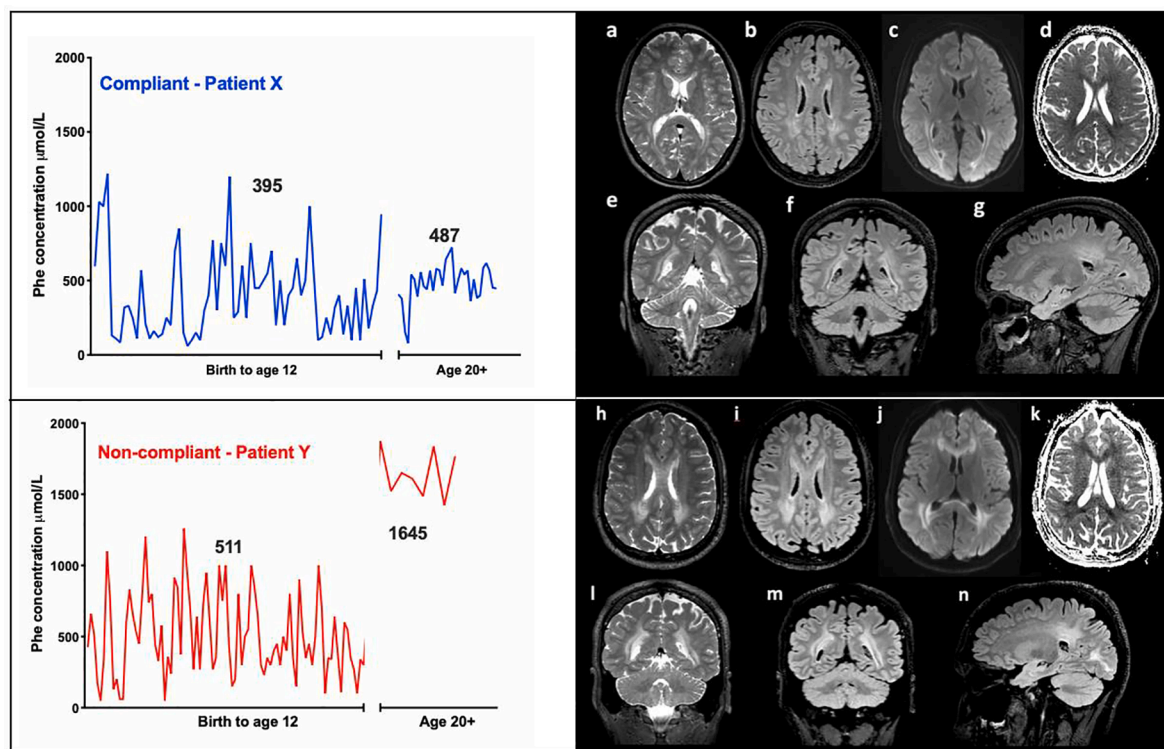 2000
Compliant - Patient X
1500
395
1000
487
500
0
Phe concentration μmol/L
Birth to age 12
Age 20+
a
b
c
d
e
f
g
2000
Non-compliant - Patient Y
1500
1645
511
1000
500
0
Phe concentration μmol/L
Birth to age 12
Age 20+
h
i
j
k
l
m
n